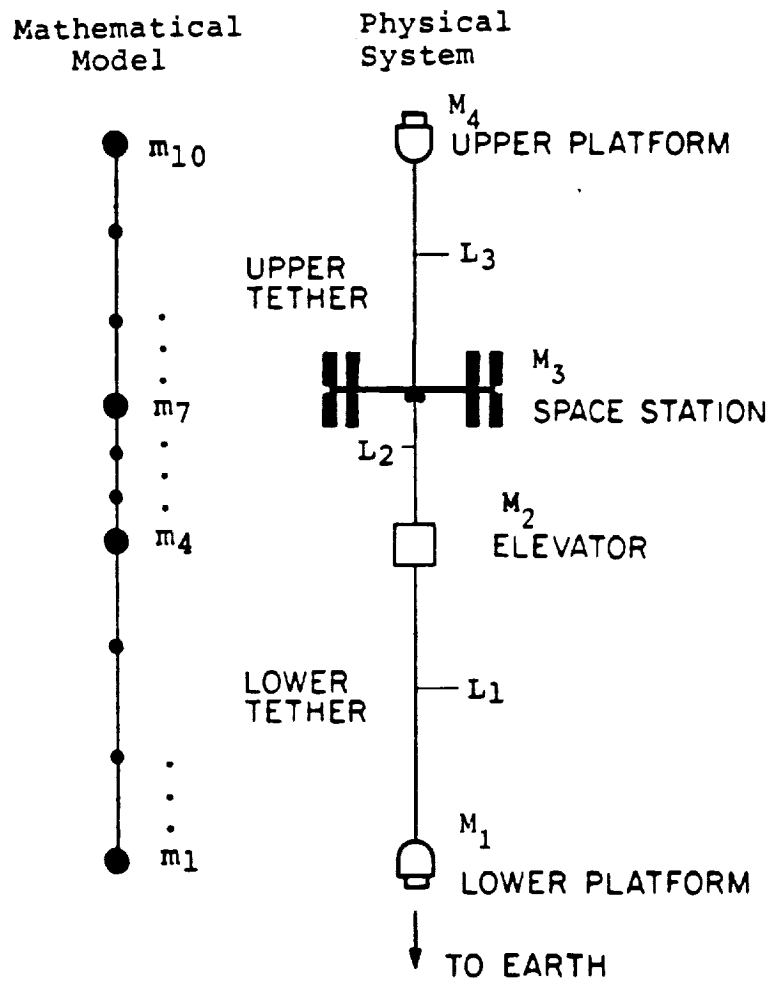 Mathematical
Model
Physical
System
M4
UPPER PLATFORM
m10
L3
UPPER
TETHER
M3
SPACE STATION
m7
L2
M2
ELEVATOR
m4
LOWER
TETHER
L1
M1
LOWER PLATFORM
m1
TO EARTH